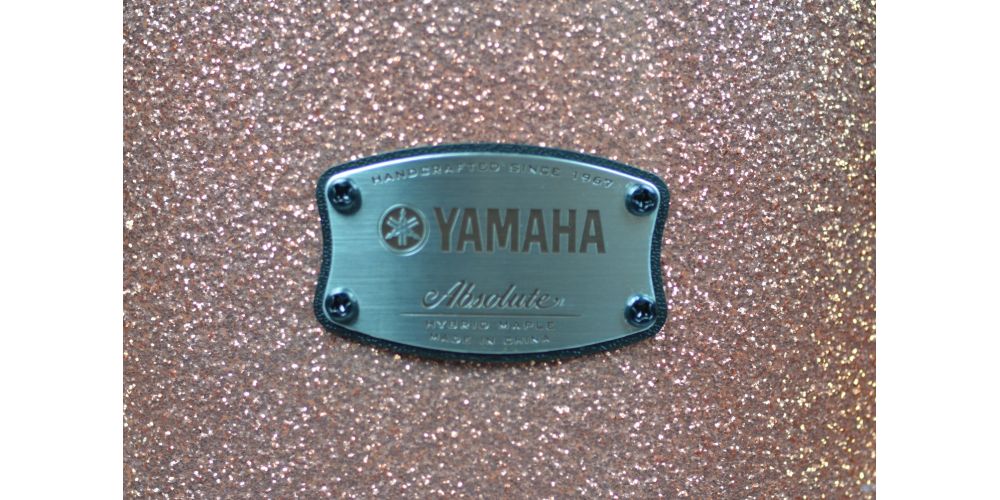 HANDCRAFTED SINCE 1967
YAMAHA
Absolute
HYBRID MAPLE
MADE IN CHINA